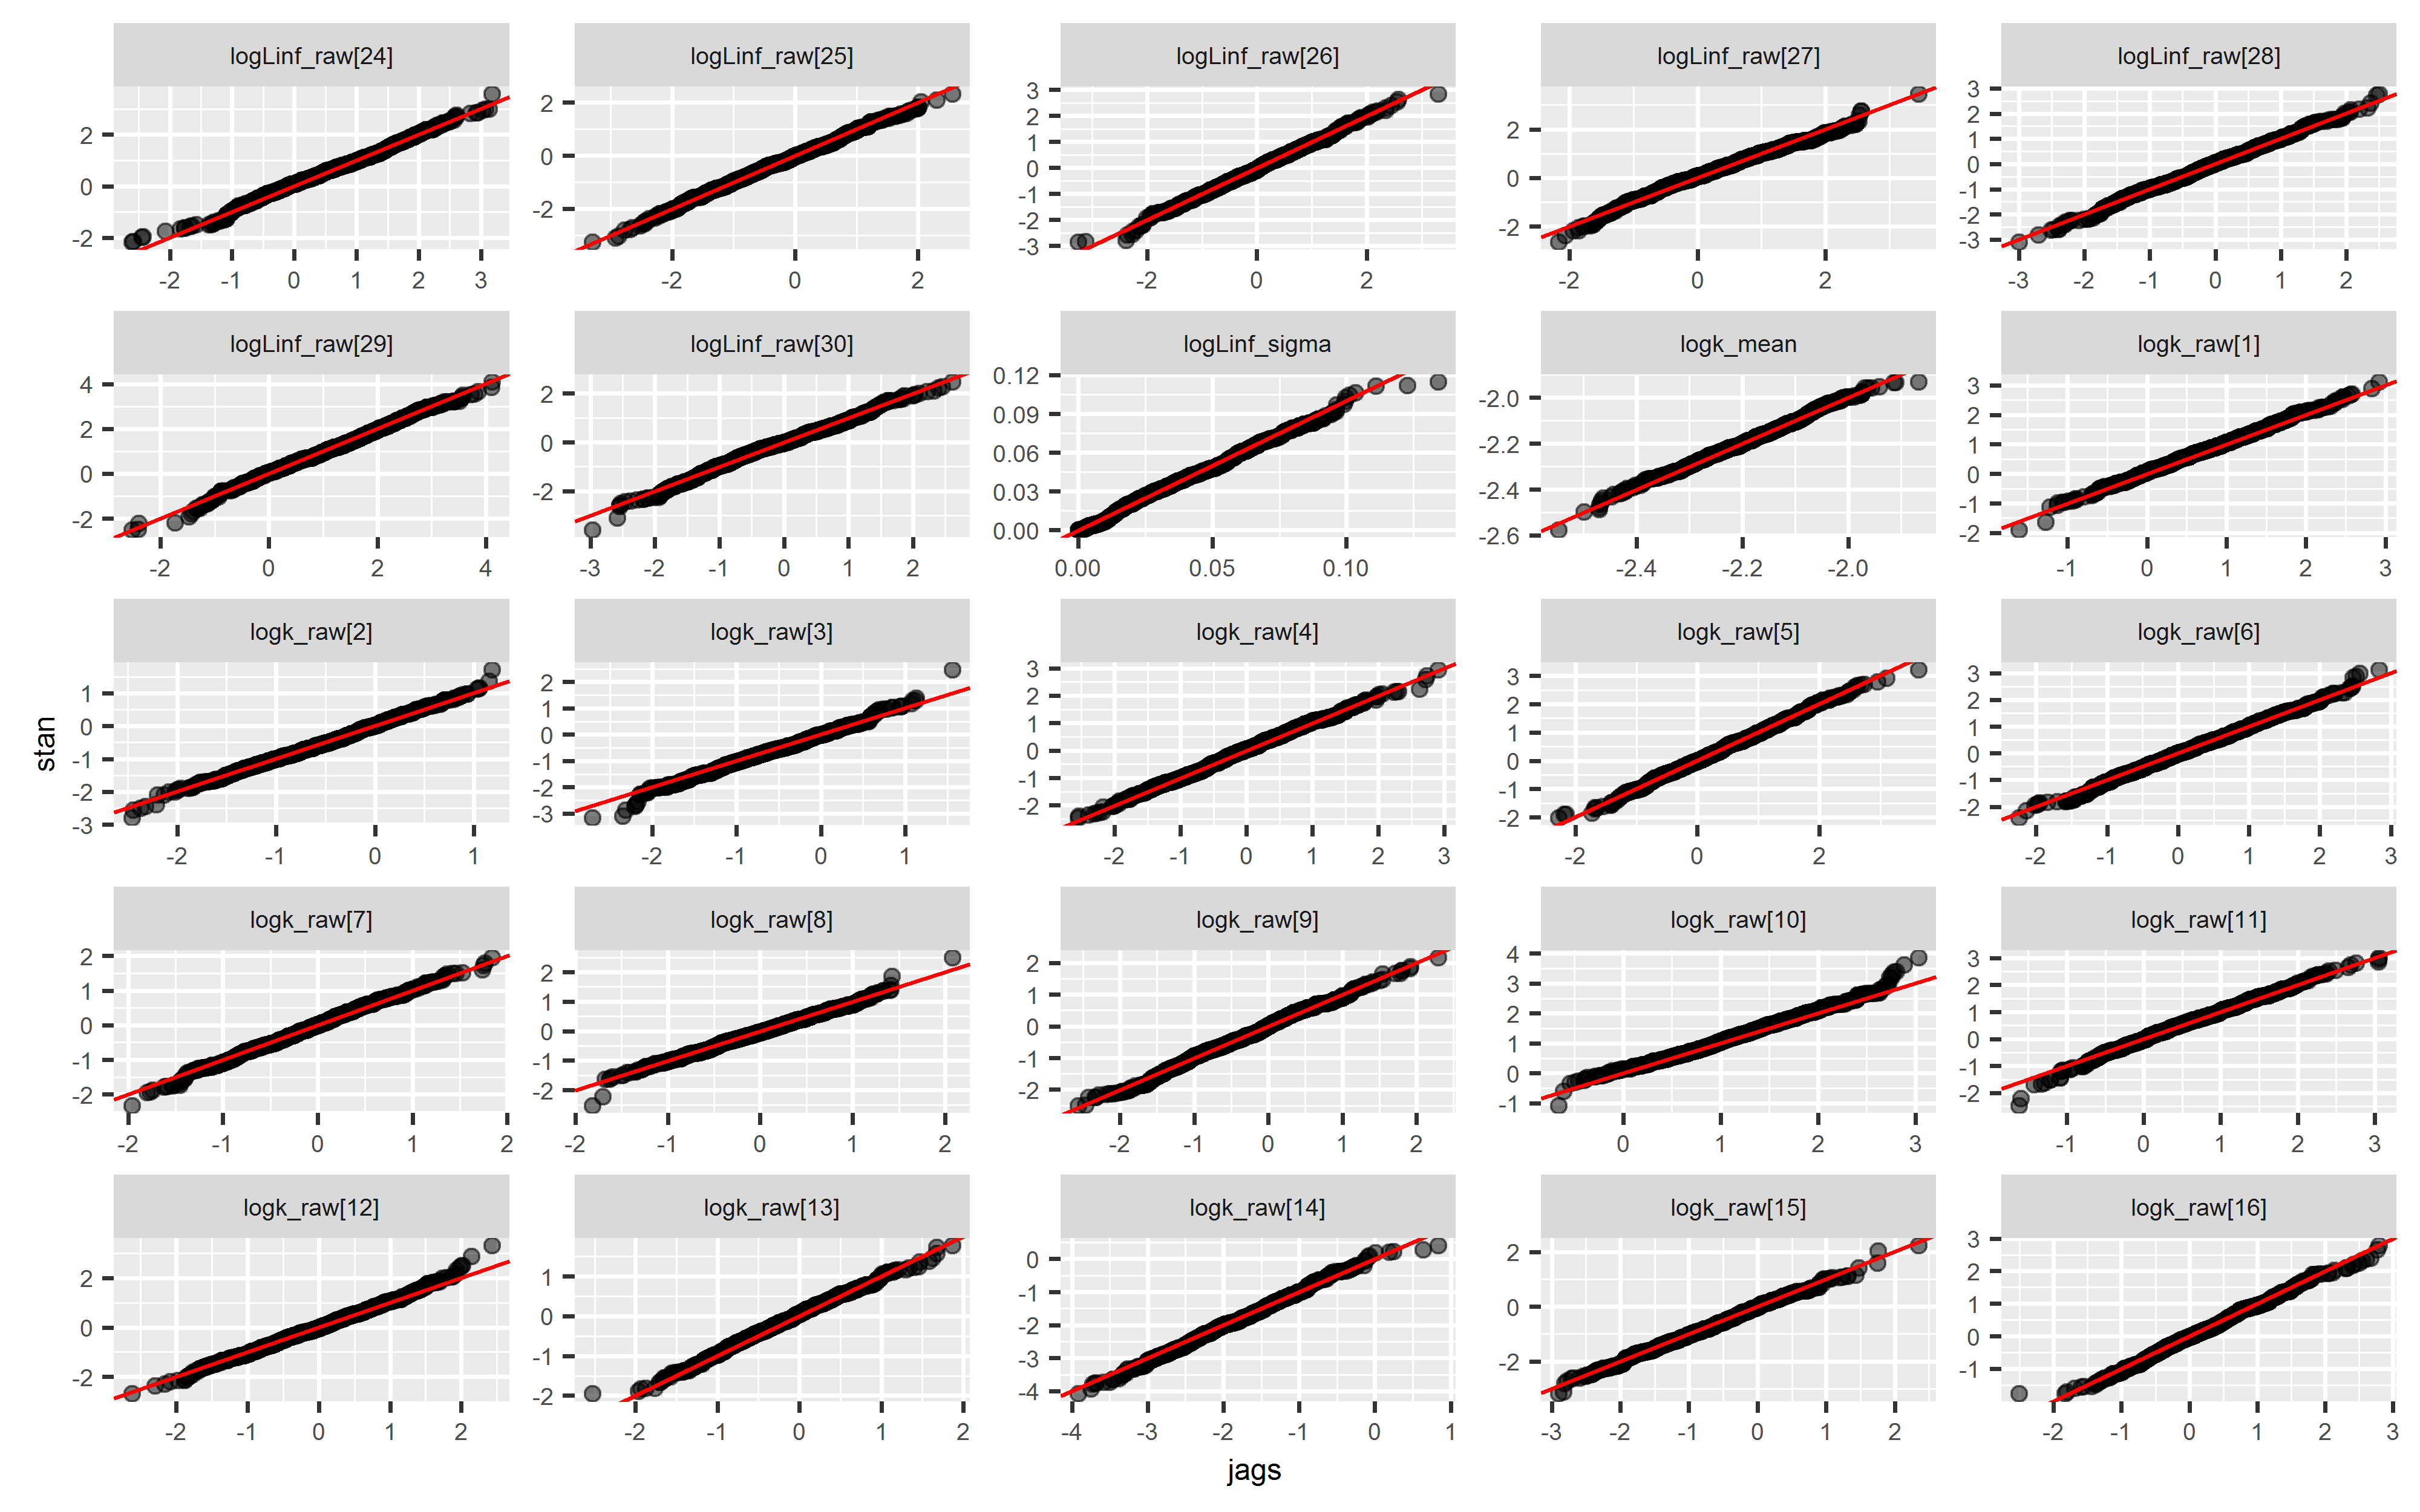 logLinf_raw[24] logLinf_raw[25] logLinf_raw[26] logLinf_raw[27] logLinf_raw[28]
2 0 -2
2 0 -2
3 2 1 0 -1 -2 -3
2 0 -2
3 2 1 0 -1 -2 -3
-2 -1 0 1 2 3
-2 0 2
-2 0 2
-2 0 2
-3 -2 -1 0 1 2
logLinf_raw[29] logLinf_raw[30] logLinf_sigma logk_mean logk_raw[1]
4 2 0 -2
2 0 -2
0.12 0.09 0.06 0.03 0.00
-2.0 -2.2 -2.4 -2.6
3 2 1 0 -1 -2
-2 0 2 4
-3 -2 -1 0 1 2
0.00 0.05 0.10
-2.4 -2.2 -2.0
-1 0 1 2 3
logk_raw[2] logk_raw[3] logk_raw[4] logk_raw[5] logk_raw[6]
1 0 -1 -2 -3
2 1 0 -1 -2 -3
3 2 1 0 -1 -2
3 2 1 0 -1 -2
3 2 1 0 -1 -2
-2 -1 0 1
-2 -1 0 1
-2 -1 0 1 2 3
-2 0 2
-2 -1 0 1 2 3
logk_raw[7] logk_raw[8] logk_raw[9] logk_raw[10] logk_raw[11]
2 1 0 -1 -2
2 1 0 -1 -2
2 1 0 -1 -2
4 3 2 1 0 -1
3 2 1 0 -1 -2
-2 -1 0 1 2
-2 -1 0 1 2
-2 -1 0 1 2
0 1 2 3
-1 0 1 2 3
logk_raw[12] logk_raw[13] logk_raw[14] logk_raw[15] logk_raw[16]
2 0 -2
1 0 -1 -2
0 -1 -2 -3 -4
2 0 -2
3 2 1 0 -1
-2 -1 0 1 2
-2 -1 0 1 2
-4 -3 -2 -1 0 1
-3 -2 -1 0 1 2
-2 -1 0 1 2 3
stan
jags